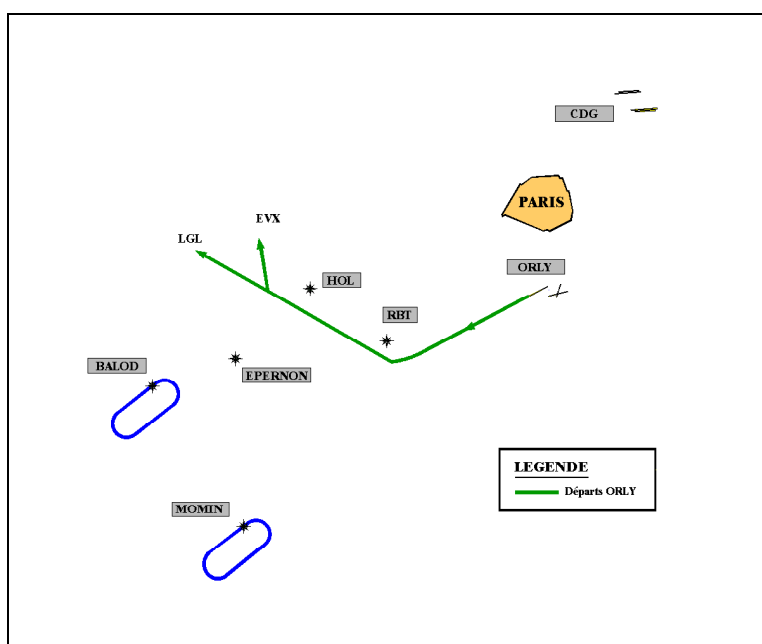 CDG
PARIS
EVX
LGL
ORLY
HOL
RBT
BALOD
EPERNON
LEGENDE
Départs ORLY
MOMIN